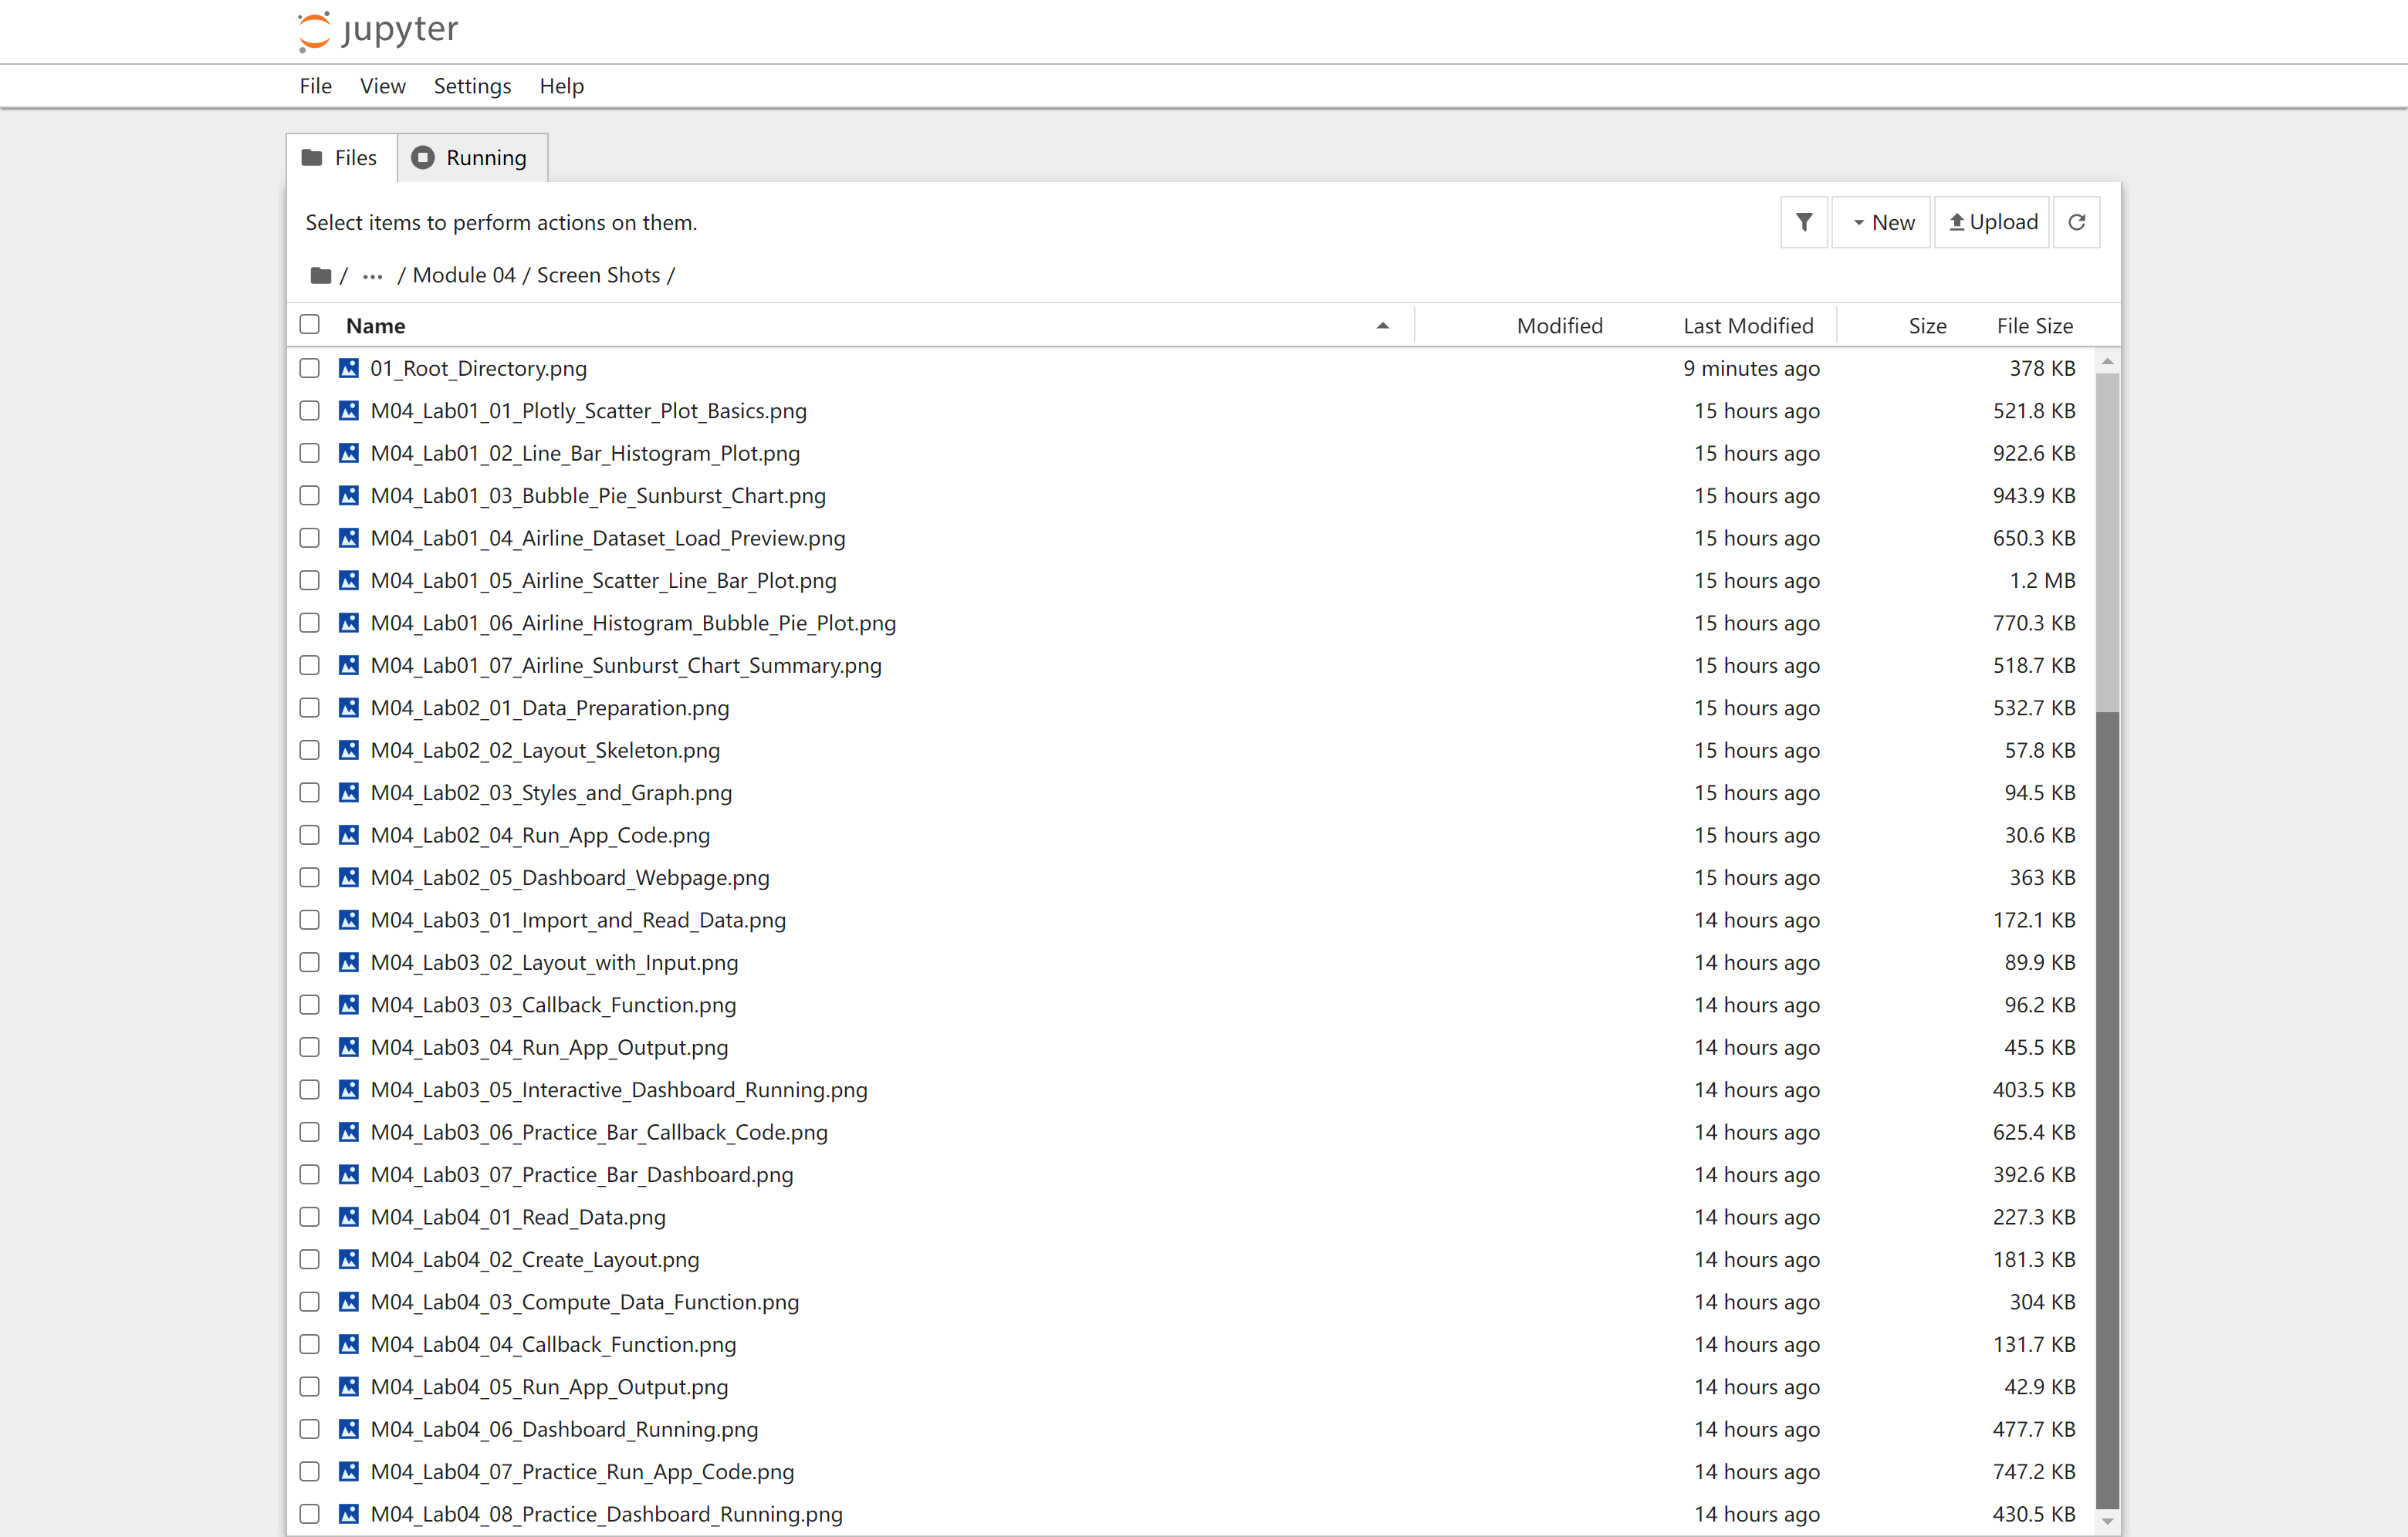 jupyter
File View Settings Help
Files Running
Select items to perform actions on them.
New Upload
/ ... / Module 04 / Screen Shots /
Name Modified Last Modified Size File Size
01_Root_Directory.png 9 minutes ago 378 KB
M04_Lab01_01_Plotly_Scatter_Plot_Basics.png 15 hours ago 521.8 KB
M04_Lab01_02_Line_Bar_Histogram_Plot.png 15 hours ago 922.6 KB
M04_Lab01_03_Bubble_Pie_Sunburst_Chart.png 15 hours ago 943.9 KB
M04_Lab01_04_Airline_Dataset_Load_Preview.png 15 hours ago 650.3 KB
M04_Lab01_05_Airline_Scatter_Line_Bar_Plot.png 15 hours ago 1.2 MB
M04_Lab01_06_Airline_Histogram_Bubble_Pie_Plot.png 15 hours ago 770.3 KB
M04_Lab01_07_Airline_Sunburst_Chart_Summary.png 15 hours ago 518.7 KB
M04_Lab02_01_Data_Preparation.png 15 hours ago 532.7 KB
M04_Lab02_02_Layout_Skeleton.png 15 hours ago 57.8 KB
M04_Lab02_03_Styles_and_Graph.png 15 hours ago 94.5 KB
M04_Lab02_04_Run_App_Code.png 15 hours ago 30.6 KB
M04_Lab02_05_Dashboard_Webpage.png 15 hours ago 363 KB
M04_Lab03_01_Import_and_Read_Data.png 14 hours ago 172.1 KB
M04_Lab03_02_Layout_with_Input.png 14 hours ago 89.9 KB
M04_Lab03_03_Callback_Function.png 14 hours ago 96.2 KB
M04_Lab03_04_Run_App_Output.png 14 hours ago 45.5 KB
M04_Lab03_05_Interactive_Dashboard_Running.png 14 hours ago 403.5 KB
M04_Lab03_06_Practice_Bar_Callback_Code.png 14 hours ago 625.4 KB
M04_Lab03_07_Practice_Bar_Dashboard.png 14 hours ago 392.6 KB
M04_Lab04_01_Read_Data.png 14 hours ago 227.3 KB
M04_Lab04_02_Create_Layout.png 14 hours ago 181.3 KB
M04_Lab04_03_Compute_Data_Function.png 14 hours ago 304 KB
M04_Lab04_04_Callback_Function.png 14 hours ago 131.7 KB
M04_Lab04_05_Run_App_Output.png 14 hours ago 42.9 KB
M04_Lab04_06_Dashboard_Running.png 14 hours ago 477.7 KB
M04_Lab04_07_Practice_Run_App_Code.png 14 hours ago 747.2 KB
M04_Lab04_08_Practice_Dashboard_Running.png 14 hours ago 430.5 KB